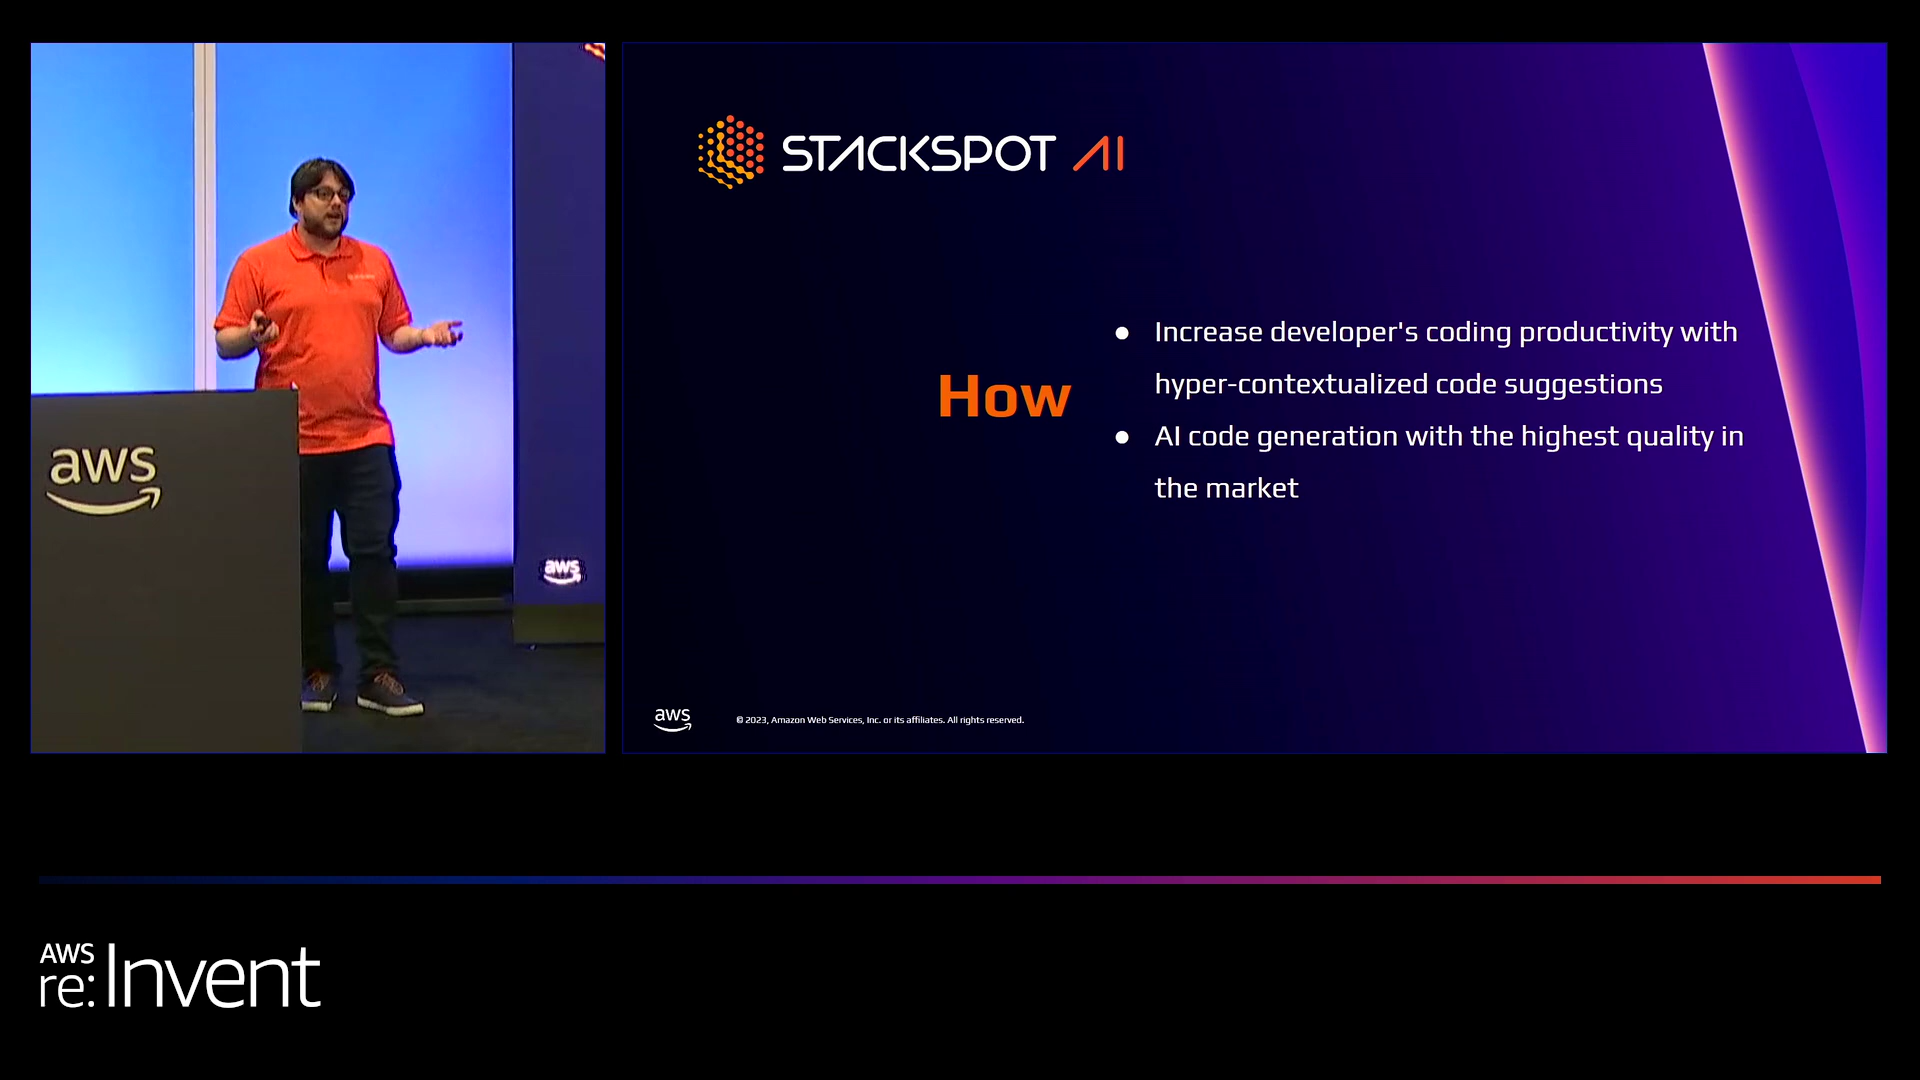 aws
aws
STACKSPOT AI
How
● Increase developer's coding productivity with
hyper-contextualized code suggestions
● AI code generation with the highest quality in
the market
aws
© 2023, Amazon Web Services, Inc. or its affiliates. All rights reserved.
AWS
re:Invent